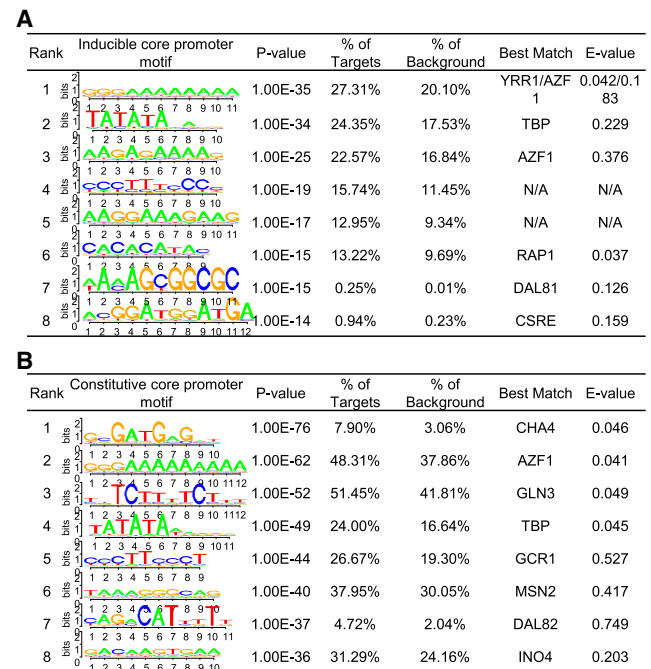 A
Rank Inducible core promoter motif P-value % of Targets % of Background Best Match E-value
1 1.00E-35 27.31% 20.10% YRR1/AZF1 0.042/0.183
2 1.00E-34 24.35% 17.53% TBP 0.229
3 1.00E-25 22.57% 16.84% AZF1 0.376
4 1.00E-19 15.74% 11.45% N/A N/A
5 1.00E-17 12.95% 9.34% N/A N/A
6 1.00E-15 13.22% 9.69% RAP1 0.037
7 1.00E-15 0.25% 0.01% DAL81 0.126
8 1.00E-14 0.94% 0.23% CSRE 0.159
B
Rank Constitutive core promoter motif P-value % of Targets % of Background Best Match E-value
1 1.00E-76 7.90% 3.06% CHA4 0.046
2 1.00E-62 48.31% 37.86% AZF1 0.041
3 1.00E-52 51.45% 41.81% GLN3 0.049
4 1.00E-49 24.00% 16.64% TBP 0.045
5 1.00E-44 26.67% 19.30% GCR1 0.527
6 1.00E-40 37.95% 30.05% MSN2 0.417
7 1.00E-37 4.72% 2.04% DAL82 0.749
8 1.00E-36 31.29% 24.16% INO4 0.203